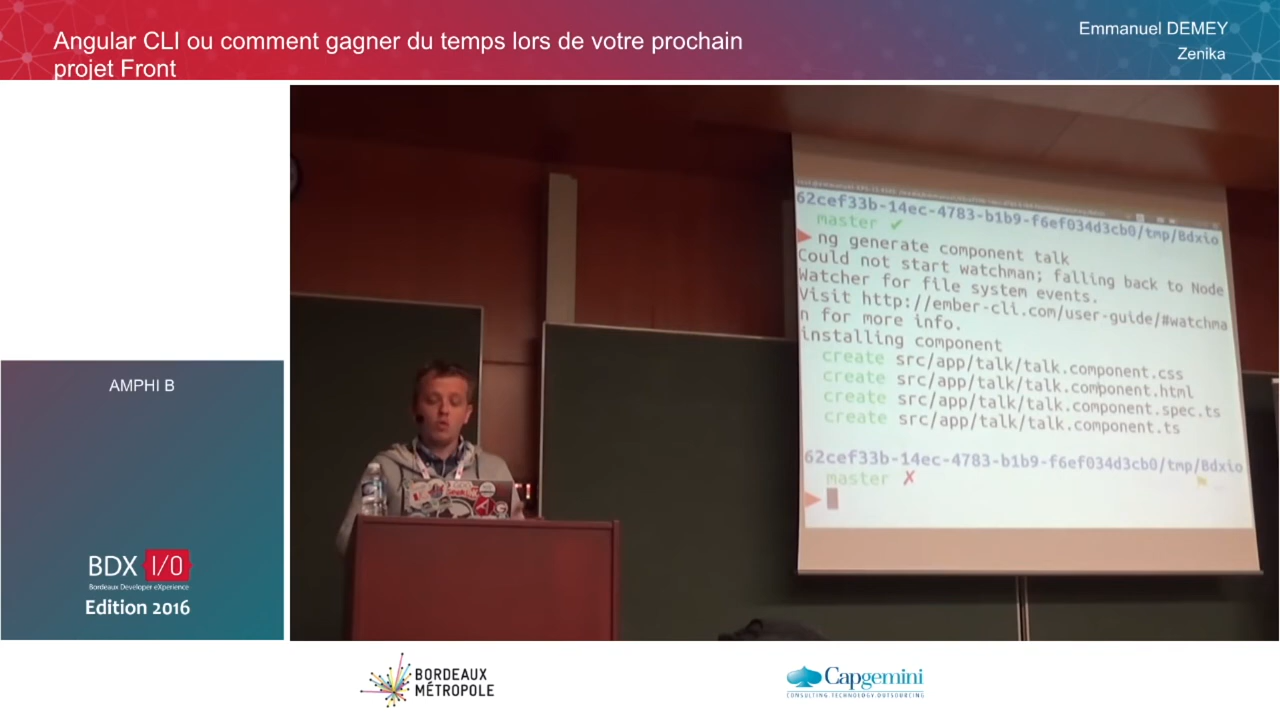 Angular CLI ou comment gagner du temps lors de votre prochain
projet Front
Emmanuel DEMEY
Zenika
AMPHI B
BDX I/O
Bordeaux Developer eXperience
Edition 2016
62cef33b-14ec-4783-b1b9-f6ef034d3cb0/tmp/Bdxio
master ✔
ng generate component talk
Could not start watchman; falling back to Node
Watcher for file system events.
Visit http://ember-cli.com/user-guide/#watchma
n for more info.
installing component
create src/app/talk/talk.component.css
create src/app/talk/talk.component.html
create src/app/talk/talk.component.spec.ts
create src/app/talk/talk.component.ts
62cef33b-14ec-4783-b1b9-f6ef034d3cb0/tmp/Bdxio
master ✗
BORDEAUX
MÉTROPOLE
Capgemini
CONSULTING.TECHNOLOGY.OUTSOURCING